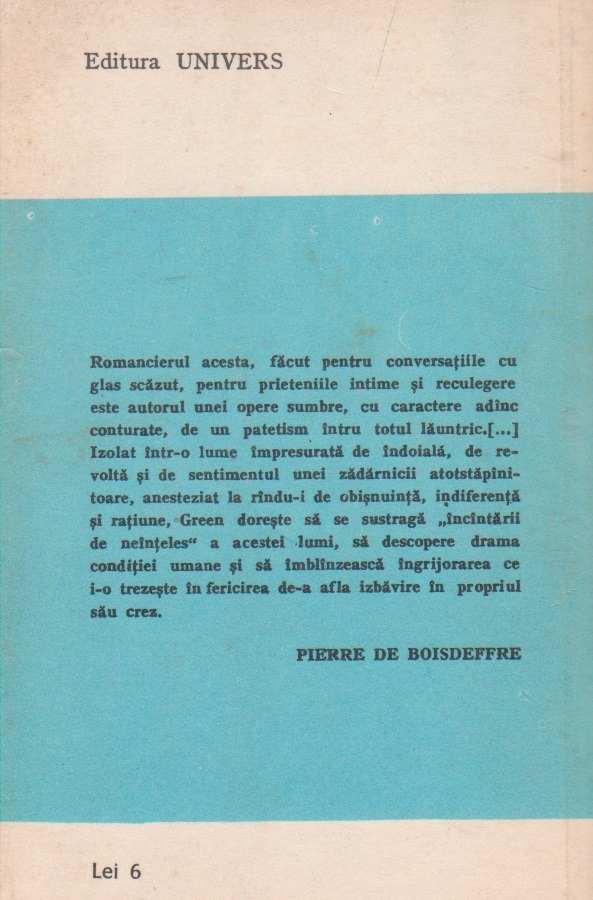 Editura UNIVERS
Romancierul acesta, făcut pentru conversațiile cu
glas scăzut, pentru prieteniile intime și reculegere
este autorul unei opere sumbre, cu caractere adînc
conturate, de un patetism întru totul lăuntric.[...]
Izolat într-o lume împresurată de îndoială, de re-
voltă și de sentimentul unei zădărnicii atotstăpîni-
toare, anesteziat la rîndu-i de obișnuință, indiferență
și rațiune, Green dorește să se sustragă „încîntării
de neînțeles“ a acestei lumi, să descopere drama
condiției umane și să îmblînzească îngrijorarea ce
i-o trezește în fericirea de-a afla izbăvire în propriul
său crez.
PIERRE DE BOISDEFFRE
Lei 6